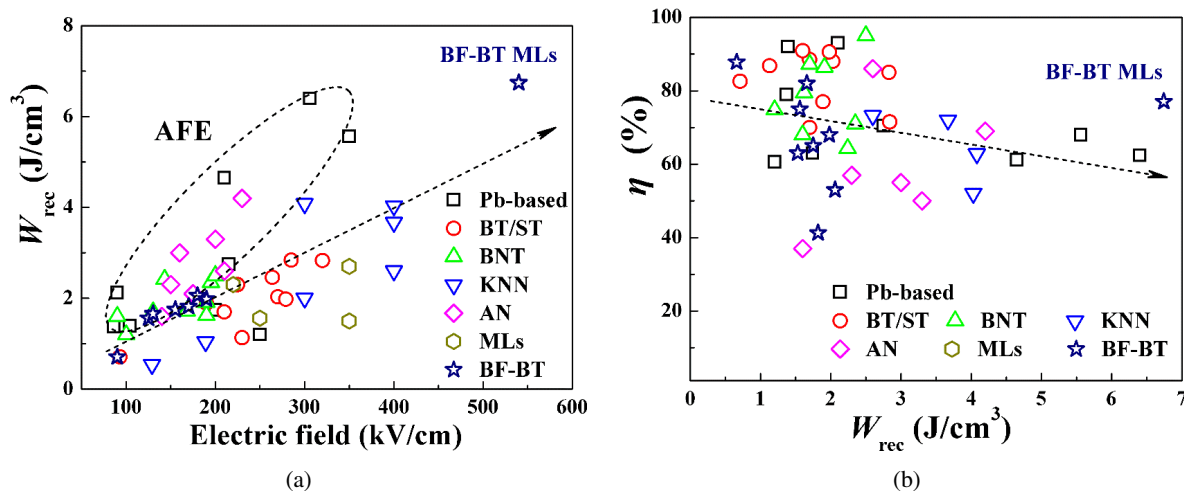 8
6
4
2
0
W_rec (J/cm^3)
BF-BT MLs
AFE
Pb-based
BT/ST
BNT
KNN
AN
MLs
BF-BT
100 200 300 400 500 600
Electric field (kV/cm)
(a)
100
80
60
40
20
0
η (%)
BF-BT MLs
Pb-based
BT/ST BNT KNN
AN MLs BF-BT
0 1 2 3 4 5 6 7
W_rec (J/cm^3)
(b)